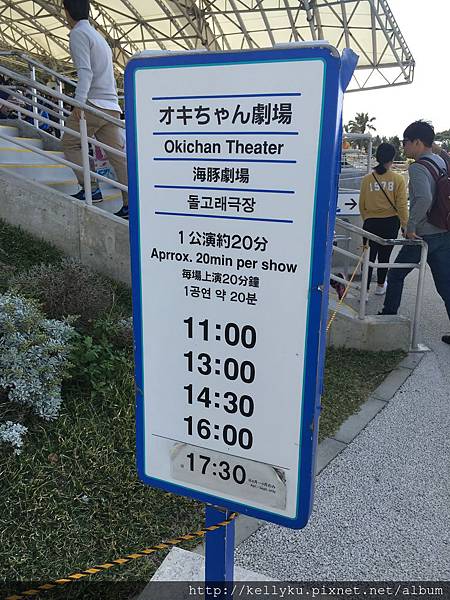 オキちゃん劇場
Okichan Theater
海豚劇場
돌고래극장
1公演約20分
Aprrox. 20min per show
每場上演20分鐘
1공연 약 20분
11:00
13:00
14:30
16:00
17:30
1978
http://kellyku.pixnet.net/album